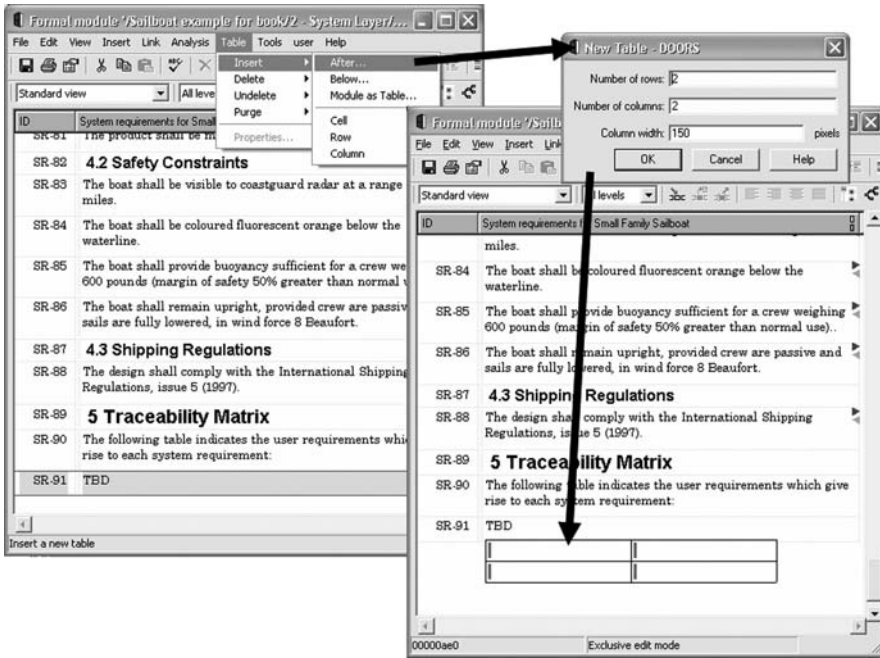 Formal module '/Sailboat example for book/2 - System Layer/...
File Edit View Insert Link Analysis Table Tools user Help
Insert
Delete
Undelete
Purge
Properties...
After...
Below...
Module as Table...
Cell
Row
Column
Standard view
All leve
ID
System requirements for Smal
SR-81 The product shall be m
SR-82 4.2 Safety Constraints
SR-83 The boat shall be visible to coastguard radar at a range
miles.
SR-84 The boat shall be coloured fluorescent orange below the
waterline.
SR-85 The boat shall provide buoyancy sufficient for a crew we
600 pounds (margin of safety 50% greater than normal u
SR-86 The boat shall remain upright, provided crew are passiv
sails are fully lowered, in wind force 8 Beaufort.
SR-87 4.3 Shipping Regulations
SR-88 The design shall comply with the International Shipping
Regulations, issue 5 (1997).
SR-89 5 Traceability Matrix
SR-90 The following table indicates the user requirements whi
rise to each system requirement:
SR-91 TBD
Insert a new table
New Table - DOORS
Number of rows: 2
Number of columns: 2
Column width: 150 pixels
OK Cancel Help
Formal module '/Sailb
File Edit View Insert Link
Standard view
All levels
ID
System requirements for Small Family Sailboat
miles.
SR-84 The boat shall be coloured fluorescent orange below the
waterline.
SR-85 The boat shall provide buoyancy sufficient for a crew weighing
600 pounds (margin of safety 50% greater than normal use)..
SR-86 The boat shall remain upright, provided crew are passive and
sails are fully lowered, in wind force 8 Beaufort.
SR-87 4.3 Shipping Regulations
SR-88 The design shall comply with the International Shipping
Regulations, issue 5 (1997).
SR-89 5 Traceability Matrix
SR-90 The following table indicates the user requirements which give
rise to each system requirement:
SR-91 TBD
00000ae0
Exclusive edit mode